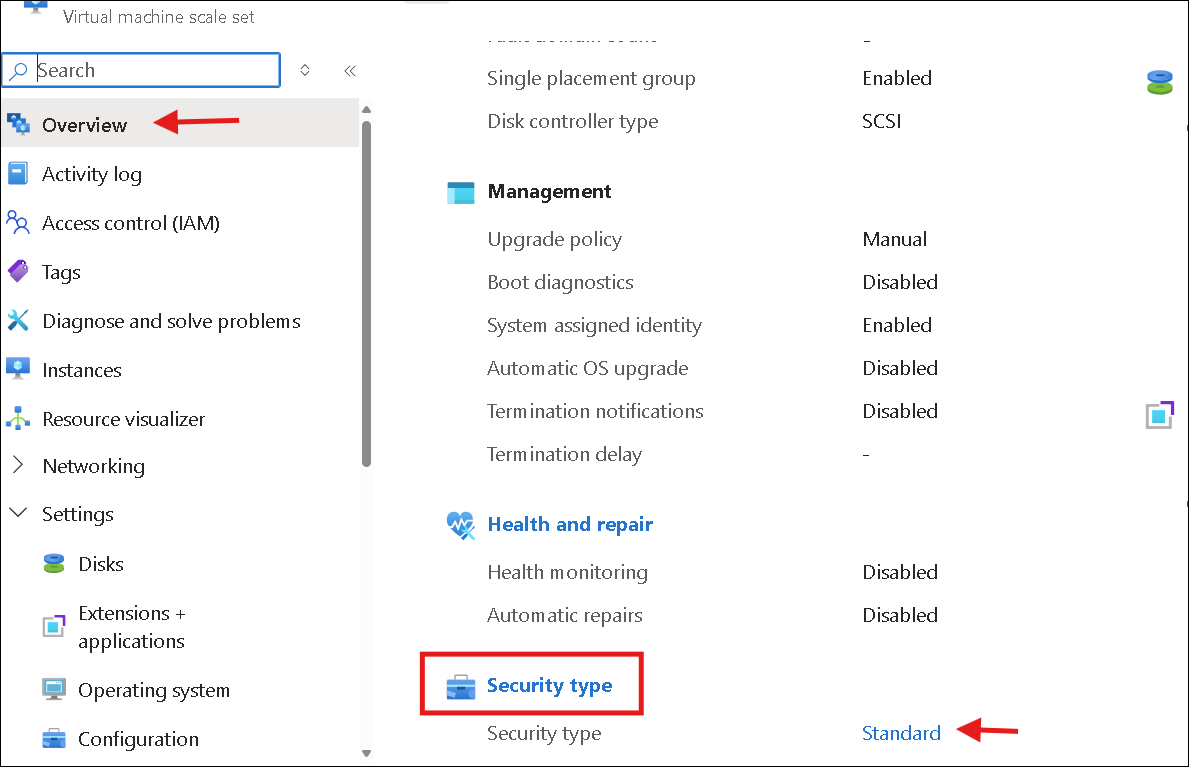 Virtual machine scale set
Search
Overview
Activity log
Access control (IAM)
Tags
Diagnose and solve problems
Instances
Resource visualizer
Networking
Settings
Disks
Extensions +
applications
Operating system
Configuration
Single placement group Enabled
Disk controller type SCSI
Management
Upgrade policy Manual
Boot diagnostics Disabled
System assigned identity Enabled
Automatic OS upgrade Disabled
Termination notifications Disabled
Termination delay -
Health and repair
Health monitoring Disabled
Automatic repairs Disabled
Security type
Security type Standard